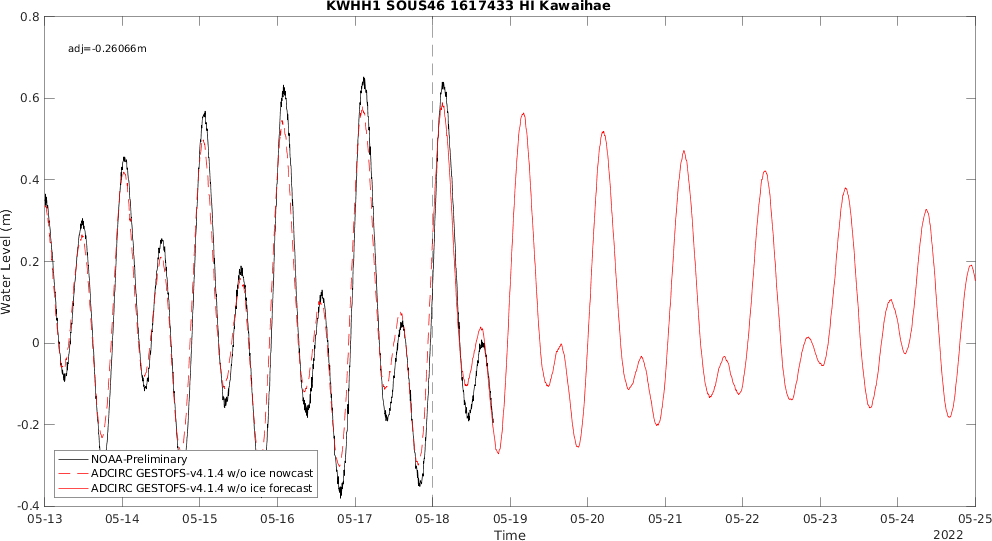 KWHH1 SOUS46 1617433 HI Kawaihae
adj=-0.26066m
0.8
0.6
0.4
0.2
0
-0.2
-0.4
Water Level (m)
NOAA-Preliminary
ADCIRC GESTOFS-v4.1.4 w/o ice nowcast
ADCIRC GESTOFS-v4.1.4 w/o ice forecast
05-13 05-14 05-15 05-16 05-17 05-18 05-19 05-20 05-21 05-22 05-23 05-24 05-25
Time
2022